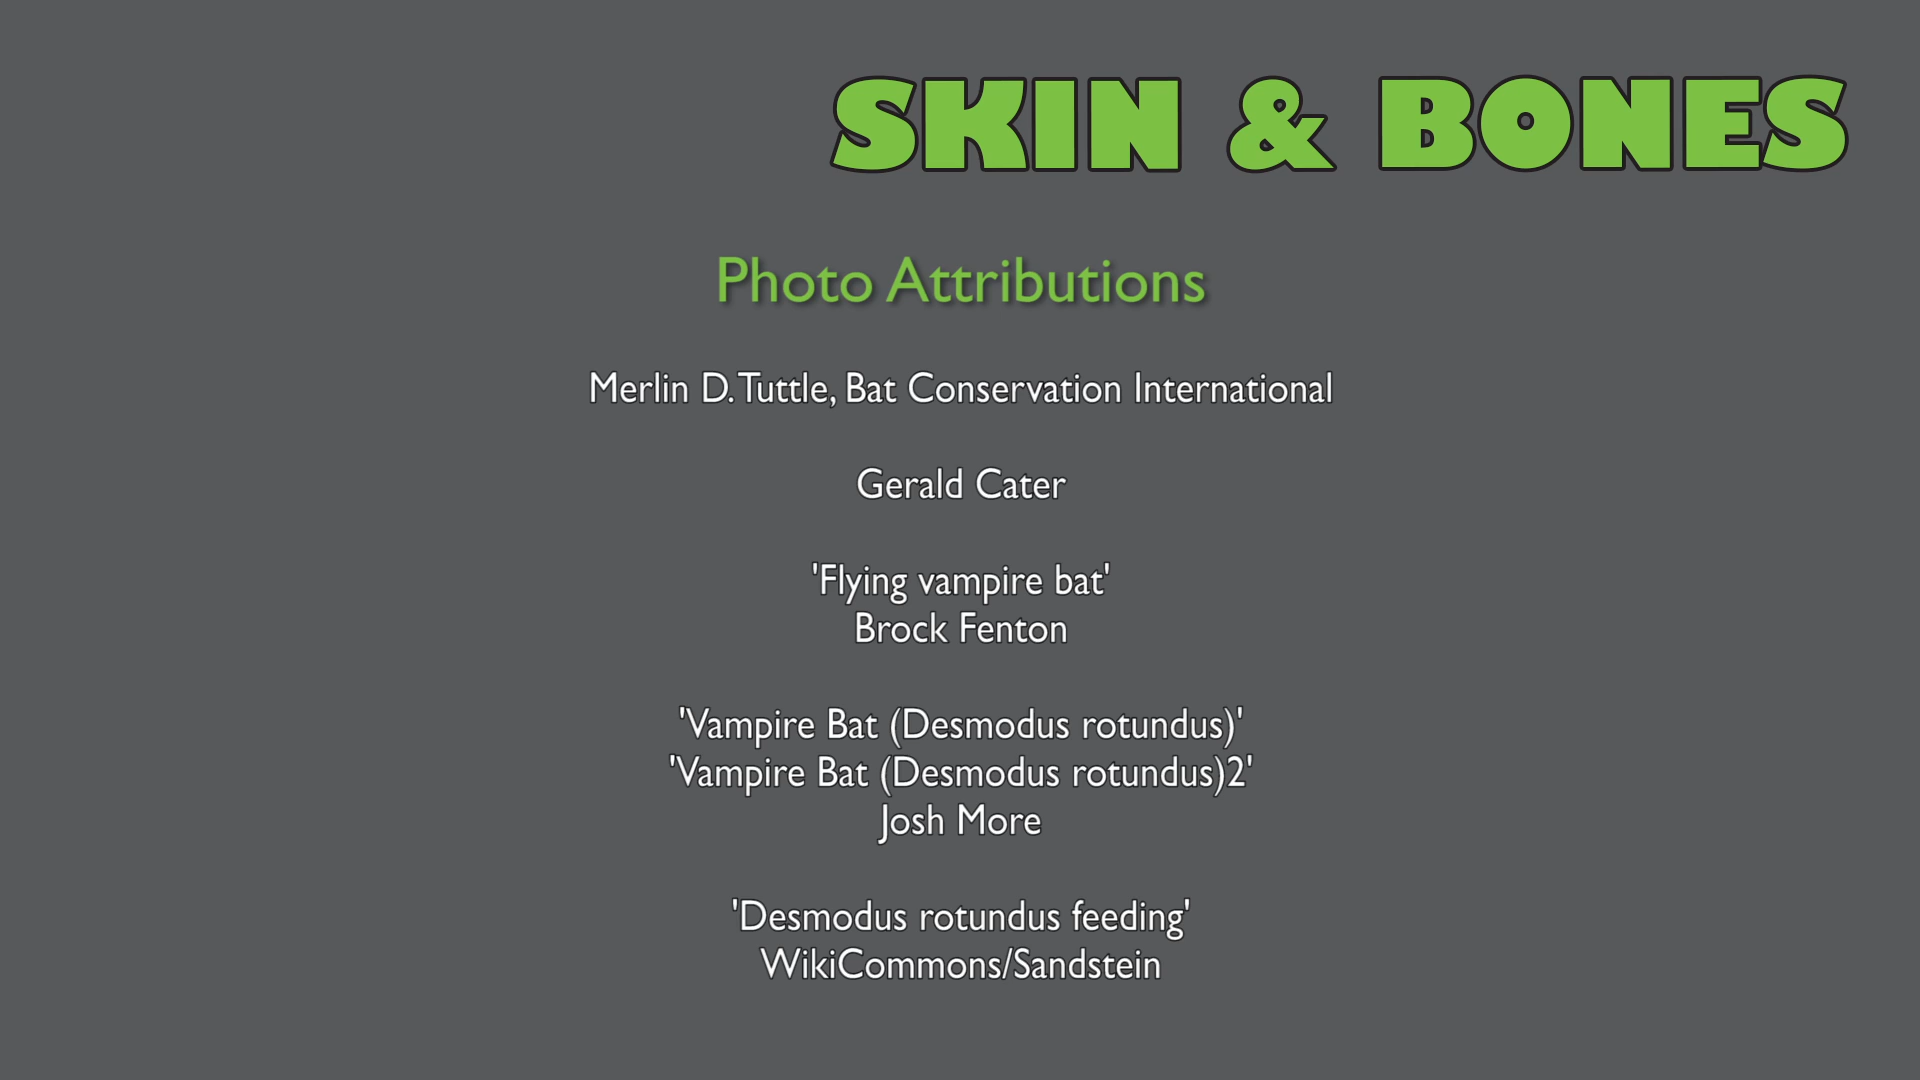 SKIN & BONES
Photo Attributions
Merlin D. Tuttle, Bat Conservation International
Gerald Cater
'Flying vampire bat'
Brock Fenton
'Vampire Bat (Desmodus rotundus)'
'Vampire Bat (Desmodus rotundus)2'
Josh More
'Desmodus rotundus feeding'
WikiCommons/Sandstein